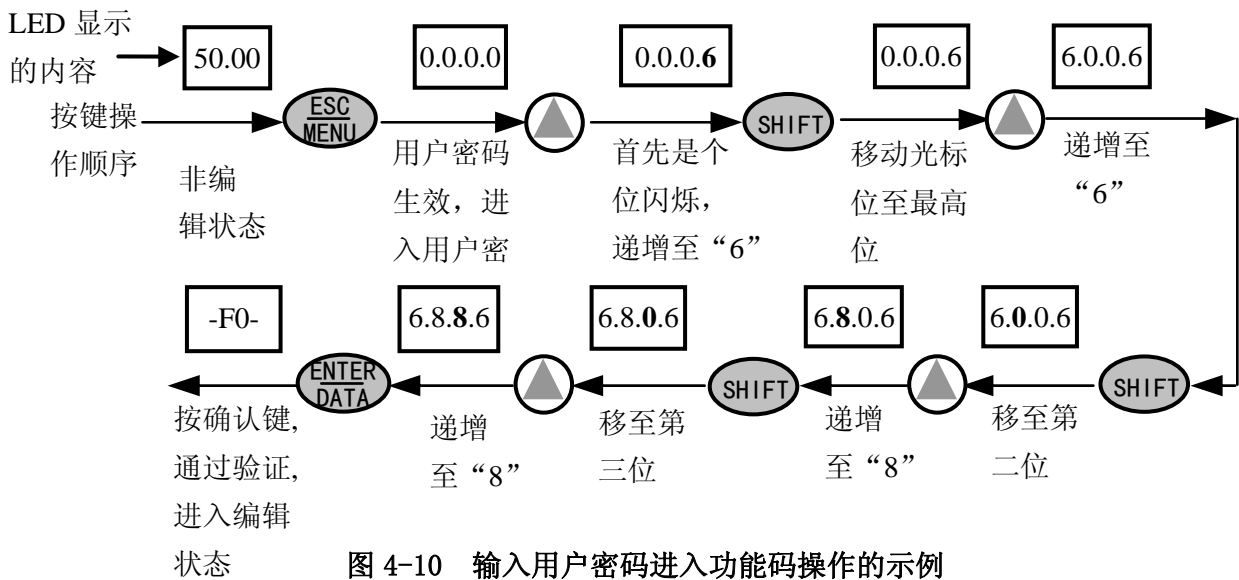 LED 显示
的内容
50.00
0.0.0.0
0.0.0.6
0.0.0.6
6.0.0.6
按键操
作顺序
ESC
MENU
SHIFT
非编
辑状态
用户密码
生效，进
入用户密
首先是个
位闪烁，
递增至“6”
移动光标
位至最高
位
递增至
“6”
-F0-
6.8.8.6
6.8.0.6
6.8.0.6
6.0.0.6
ENTER
DATA
SHIFT
SHIFT
按确认键,
通过验证,
进入编辑
状态
递增
至“8”
移至第
三位
递增
至“8”
移至第
二位
图 4-10 输入用户密码进入功能码操作的示例